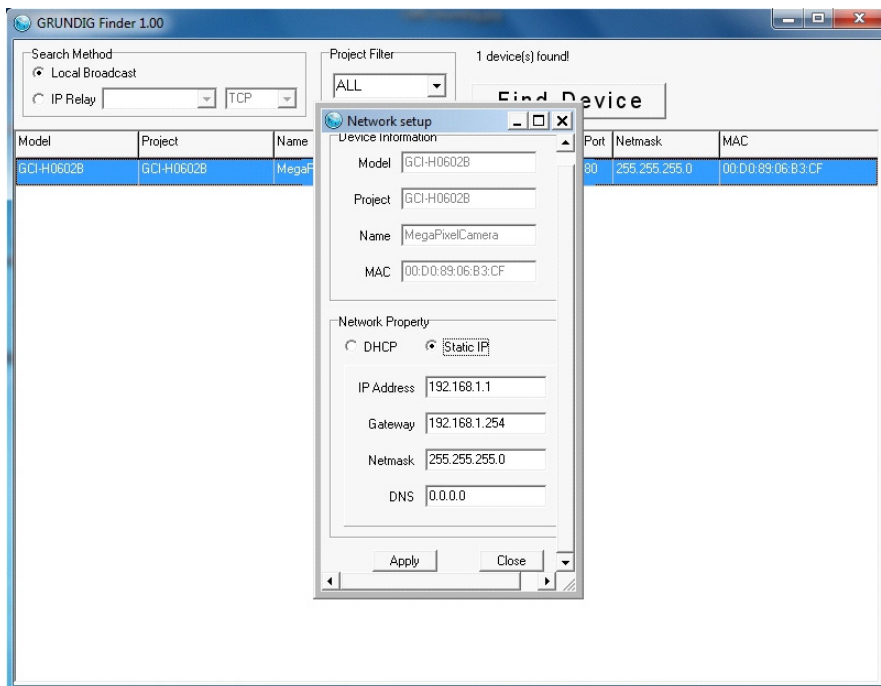 GRUNDIG Finder 1.00
Search Method
Local Broadcast
IP Relay TCP
Project Filter
ALL
1 device(s) found!
Find Device
Model Project Name Port Netmask MAC
GCI-H0602B GCI-H0602B MegaP 80 255.255.255.0 00:D0:89:06:B3:CF
Network setup
Device Information
Model GCI-H0602B
Project GCI-H0602B
Name MegaPixelCamera
MAC 00:D0:89:06:B3:CF
Network Property
DHCP Static IP
IP Address 192.168.1.1
Gateway 192.168.1.254
Netmask 255.255.255.0
DNS 0.0.0.0
Apply Close